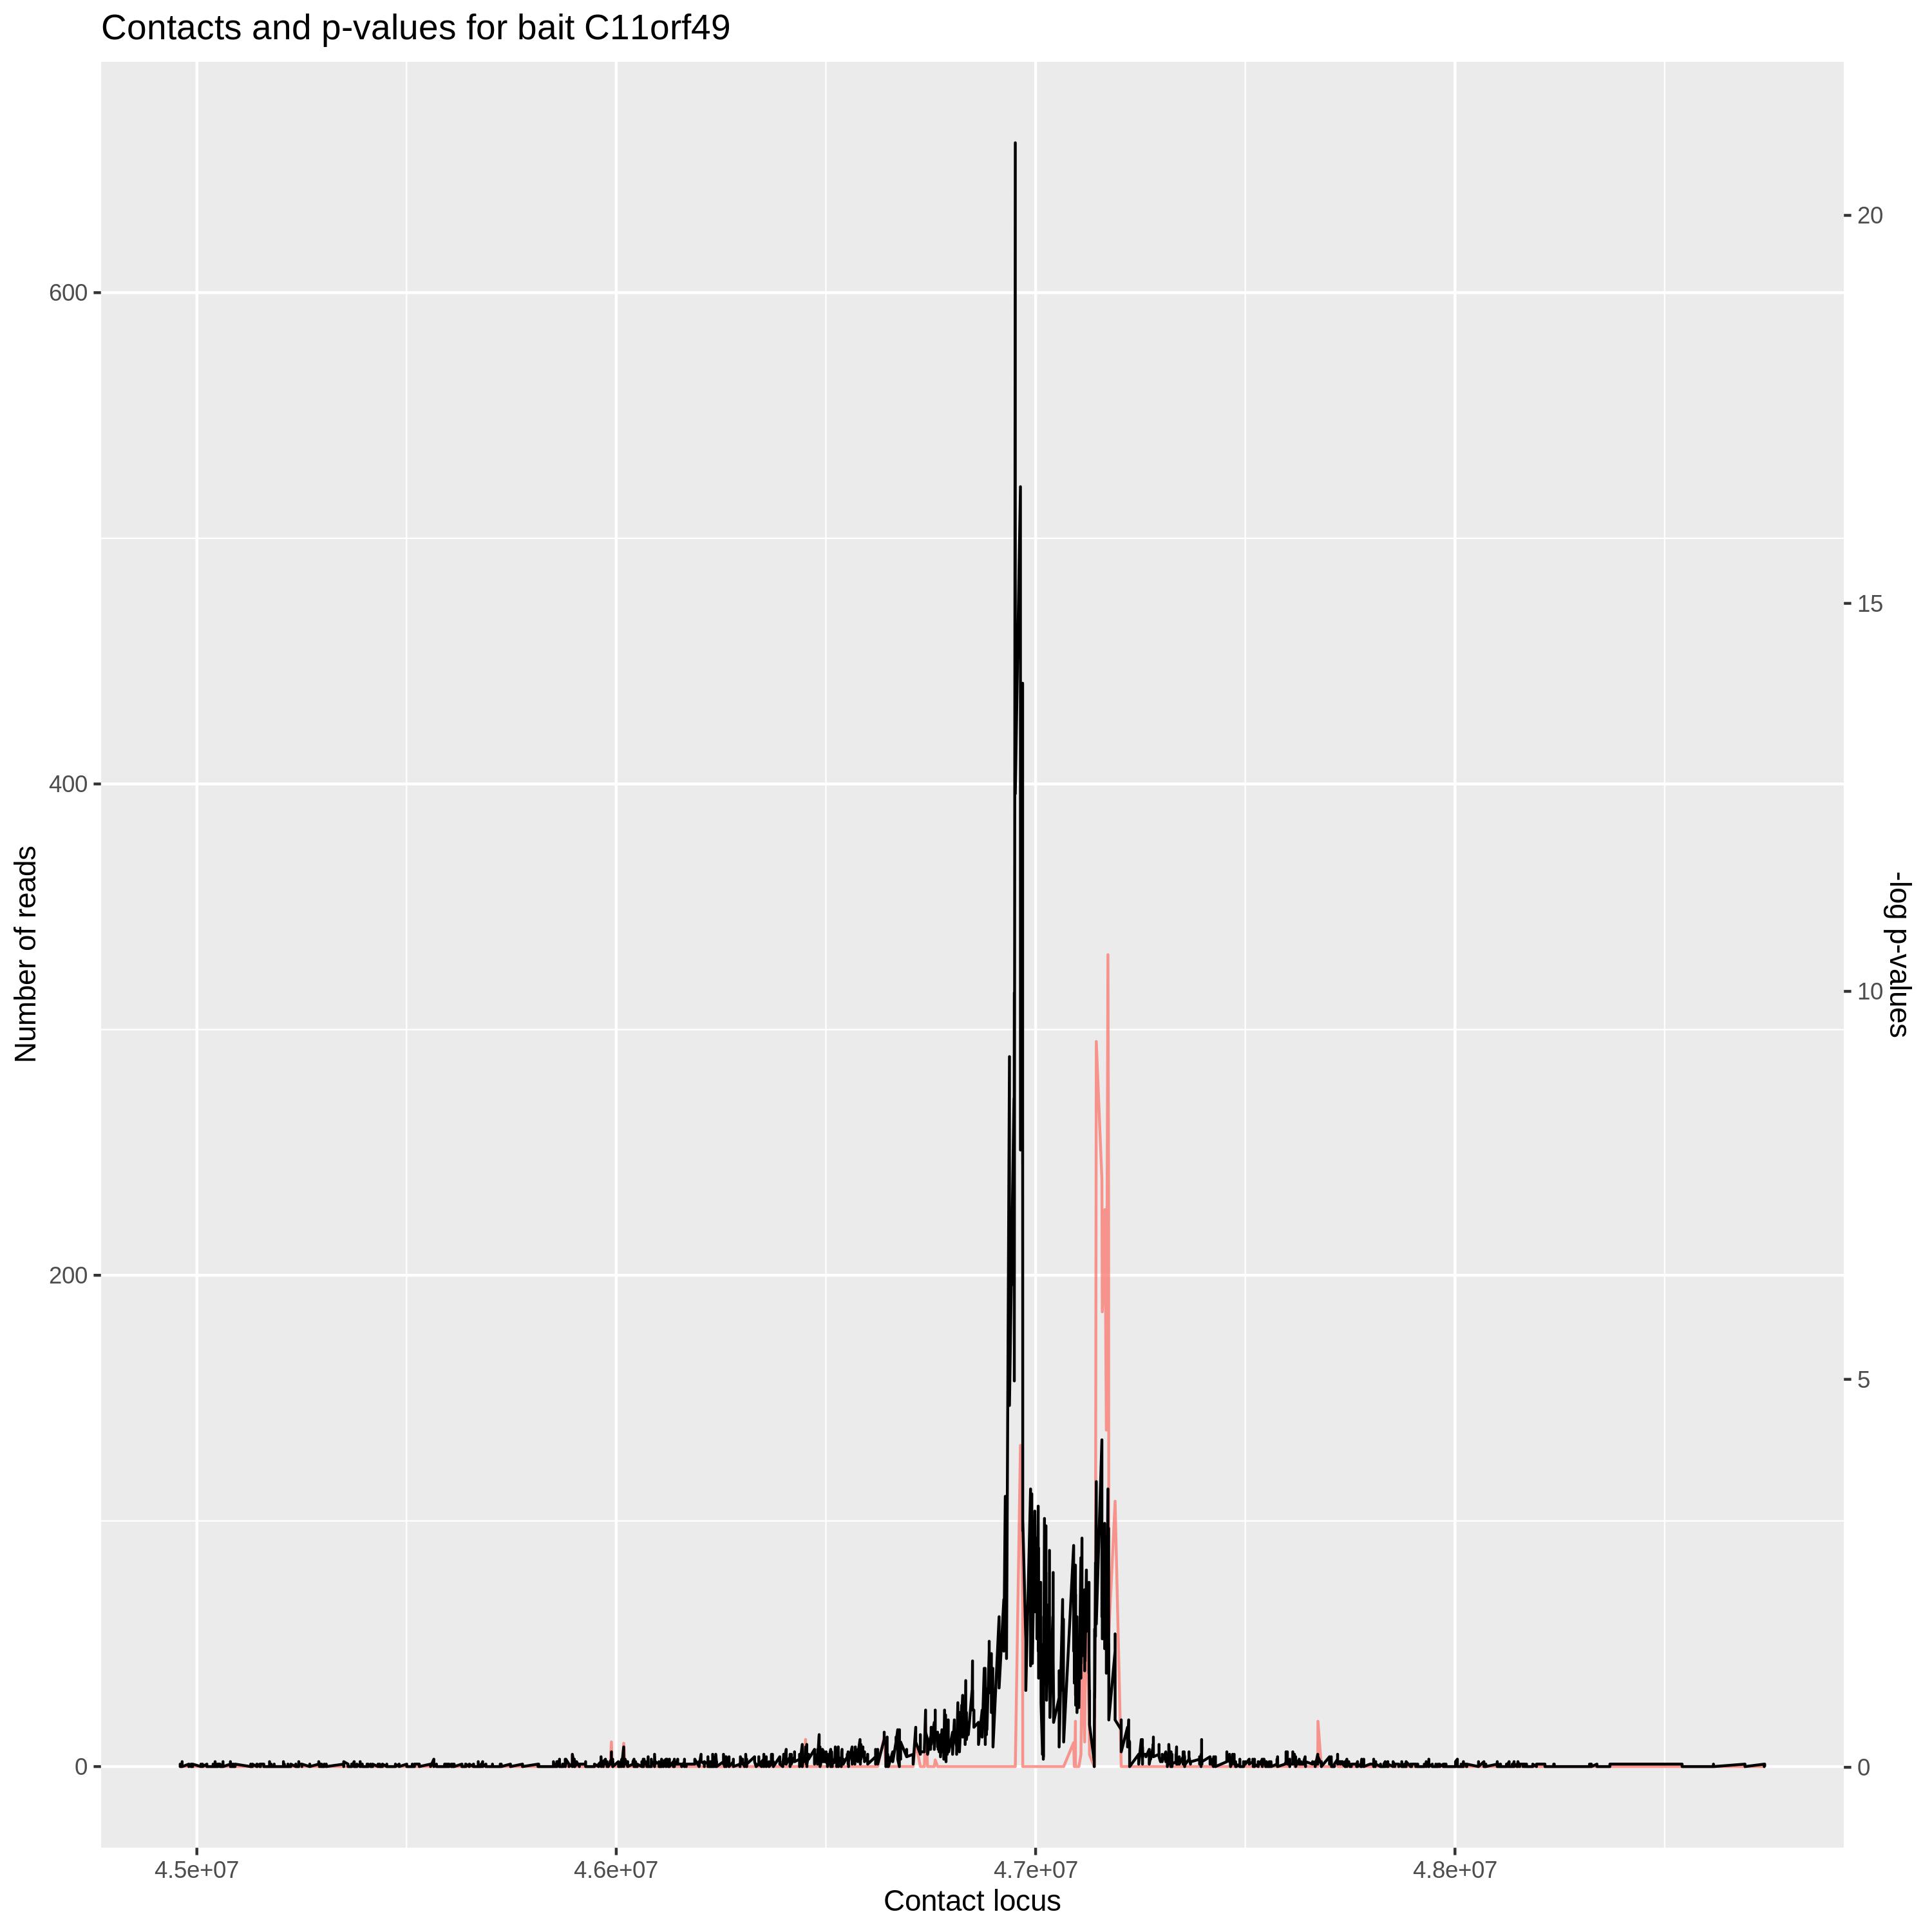 Contacts and p-values for bait C11orf49
Number of reads
600
400
200
0
20
15
10
5
0
-log p-values
4.5e+07
4.6e+07
4.7e+07
4.8e+07
Contact locus